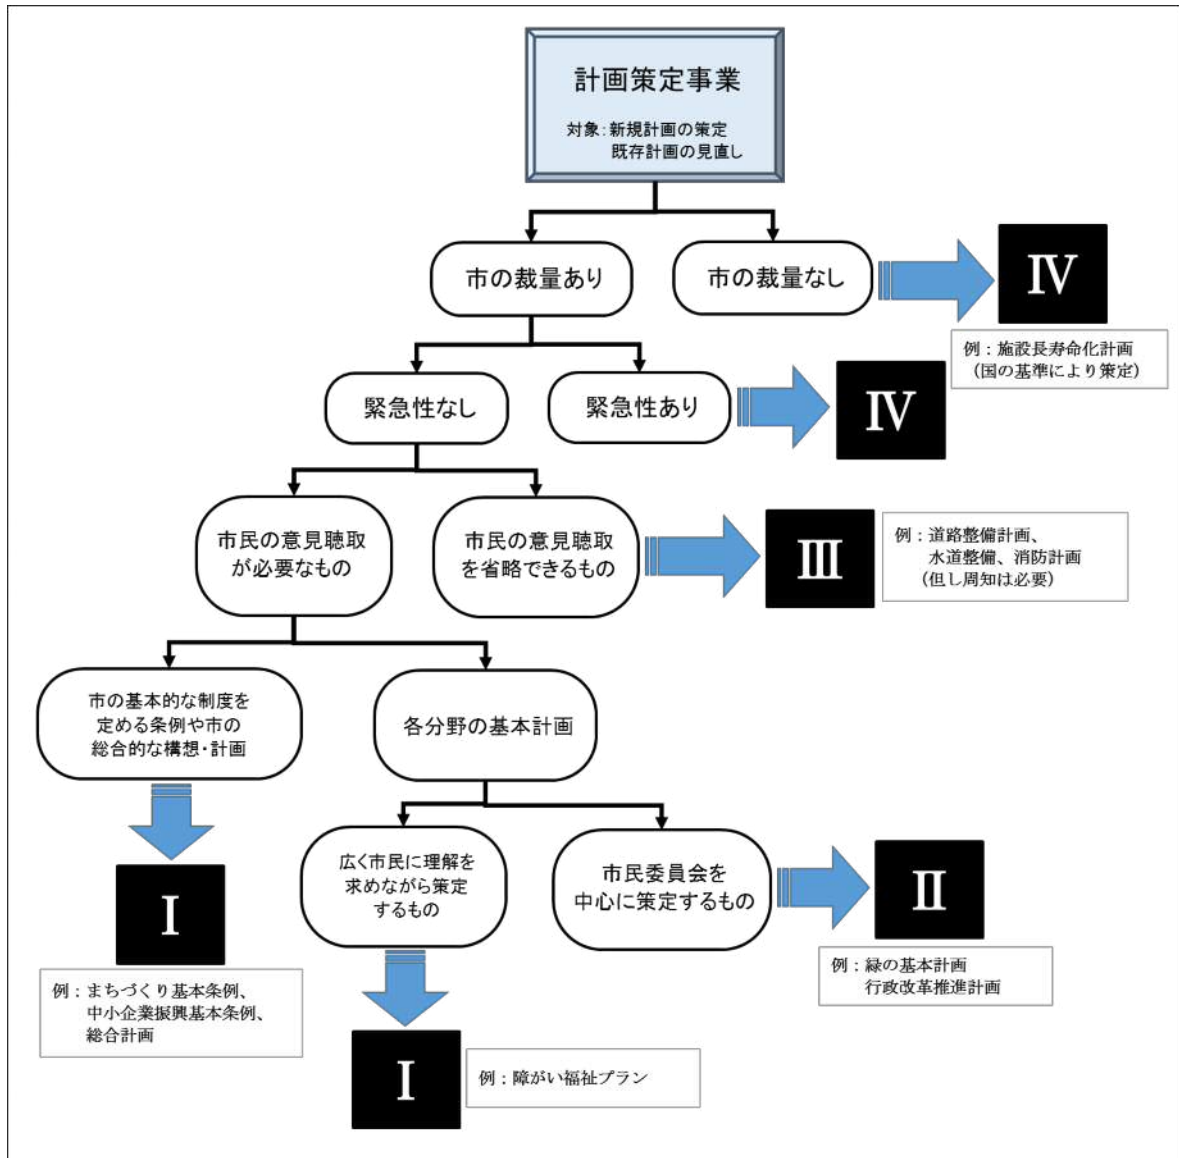 計画策定事業
対象：新規計画の策定
既存計画の見直し
市の裁量あり
市の裁量なし
Ⅳ
例：施設長寿命化計画
（国の基準により策定）
緊急性なし
緊急性あり
Ⅳ
市民の意見聴取
が必要なもの
市民の意見聴取
を省略できるもの
Ⅲ
例：道路整備計画、
水道整備、消防計画
（但し周知は必要）
市の基本的な制度を
定める条例や市の
総合的な構想・計画
各分野の基本計画
Ⅰ
例：まちづくり基本条例、
中小企業振興基本条例、
総合計画
広く市民に理解を
求めながら策定
するもの
市民委員会を
中心に策定するもの
Ⅱ
例：緑の基本計画
行政改革推進計画
Ⅰ
例：障がい福祉プラン